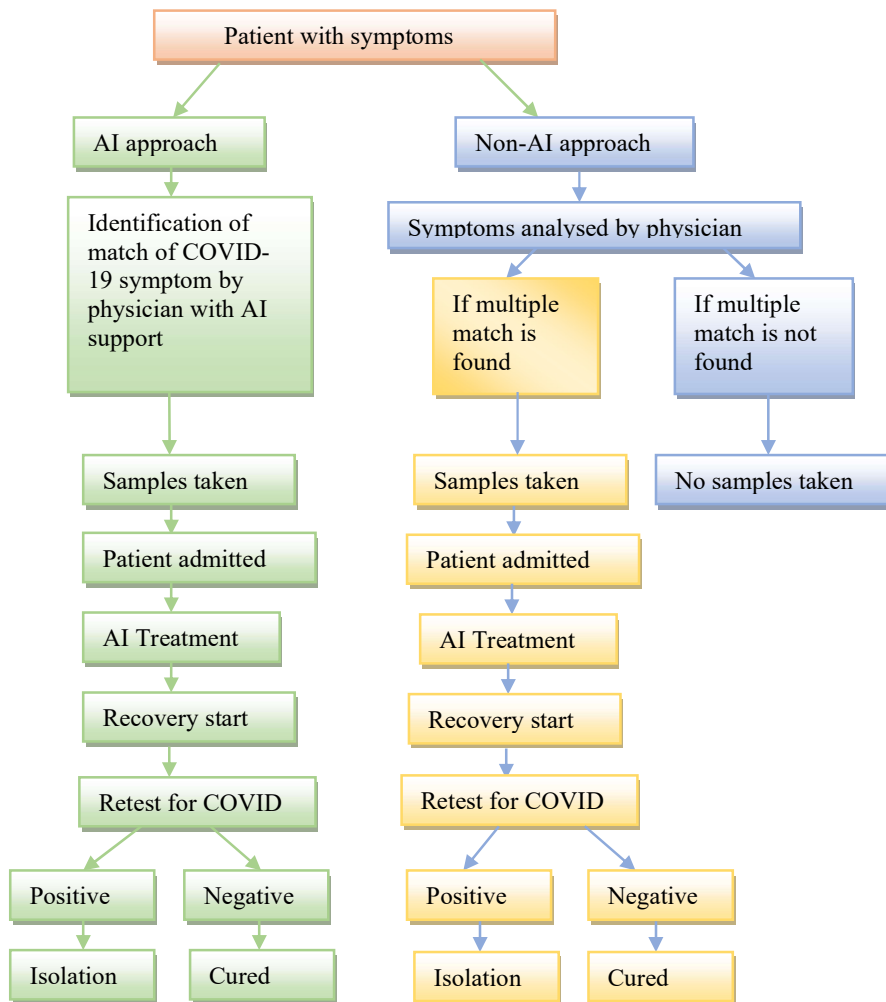 Patient with symptoms
AI approach
Non-AI approach
Identification of
match of COVID-
19 symptom by
physician with AI
support
Symptoms analysed by physician
If multiple
match is
found
If multiple
match is not
found
Samples taken
Samples taken
No samples taken
Patient admitted
Patient admitted
AI Treatment
AI Treatment
Recovery start
Recovery start
Retest for COVID
Retest for COVID
Positive
Negative
Positive
Negative
Isolation
Cured
Isolation
Cured